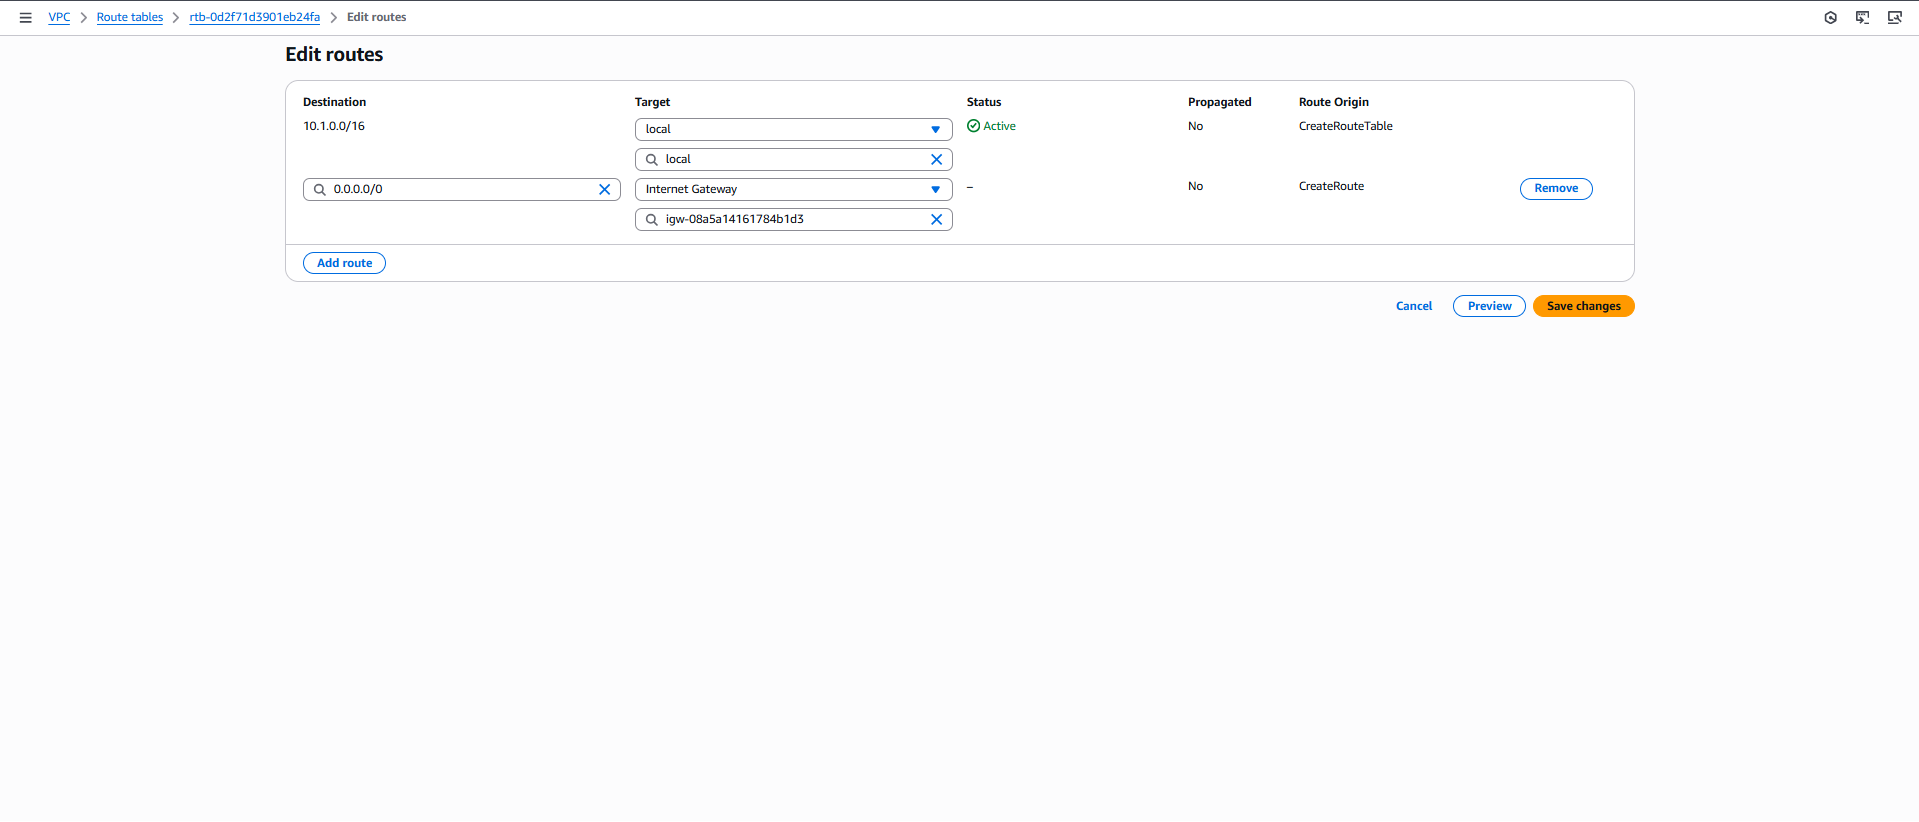 VPC > Route tables > rtb-0d2f71d3901eb24fa > Edit routes
Edit routes
Destination Target Status Propagated Route Origin
10.1.0.0/16 local Active No CreateRouteTable
local
0.0.0.0/0 Internet Gateway – No CreateRoute Remove
igw-08a5a14161784b1d3
Add route
Cancel Preview Save changes